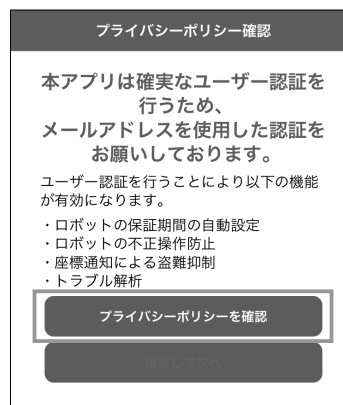 プライバシーポリシー確認
本アプリは確実なユーザー認証を
行うため、
メールアドレスを使用した認証を
お願いしております。
ユーザー認証を行うことにより以下の機能
が有効になります。
・ロボットの保証期間の自動設定
・ロボットの不正操作防止
・座標通知による盗難抑制
・トラブル解析
プライバシーポリシーを確認
確認して次へ